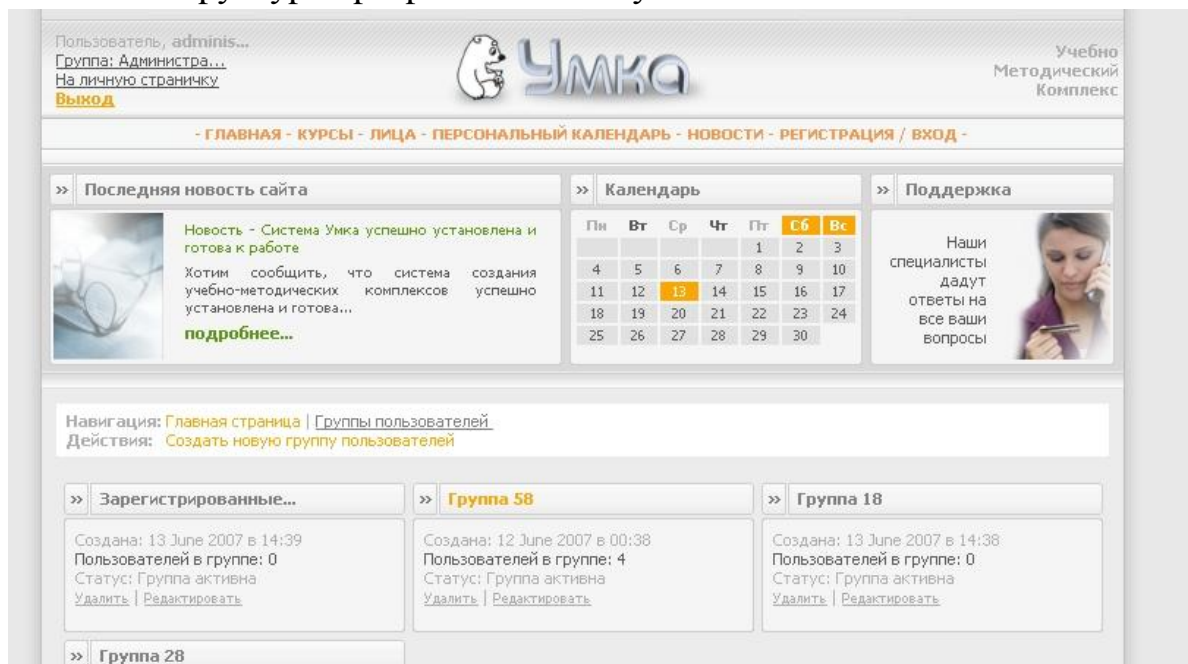 Пользователь, adminis...
Группа: Администра...
На личную страничку
Выход
Умка
Учебно
Методический
Комплекс
- ГЛАВНАЯ - КУРСЫ - ЛИЦА - ПЕРСОНАЛЬНЫЙ КАЛЕНДАРЬ - НОВОСТИ - РЕГИСТРАЦИЯ / ВХОД -
» Последняя новость сайта
Новость - Система Умка успешно установлена и
готова к работе
Хотим сообщить, что система создания
учебно-методических комплексов успешно
установлена и готова...
подробнее...
» Календарь
Пн Вт Ср Чт Пт Сб Вс
1 2 3
4 5 6 7 8 9 10
11 12 13 14 15 16 17
18 19 20 21 22 23 24
25 26 27 28 29 30
» Поддержка
Наши
специалисты
дадут
ответы на
все ваши
вопросы
Навигация: Главная страница | Группы пользователей
Действия: Создать новую группу пользователей
» Зарегистрированные...
Создана: 13 June 2007 в 14:39
Пользователей в группе: 0
Статус: Группа активна
Удалить | Редактировать
» Группа 58
Создана: 12 June 2007 в 00:38
Пользователей в группе: 4
Статус: Группа активна
Удалить | Редактировать
» Группа 18
Создана: 13 June 2007 в 14:38
Пользователей в группе: 0
Статус: Группа активна
Удалить | Редактировать
» Группа 28